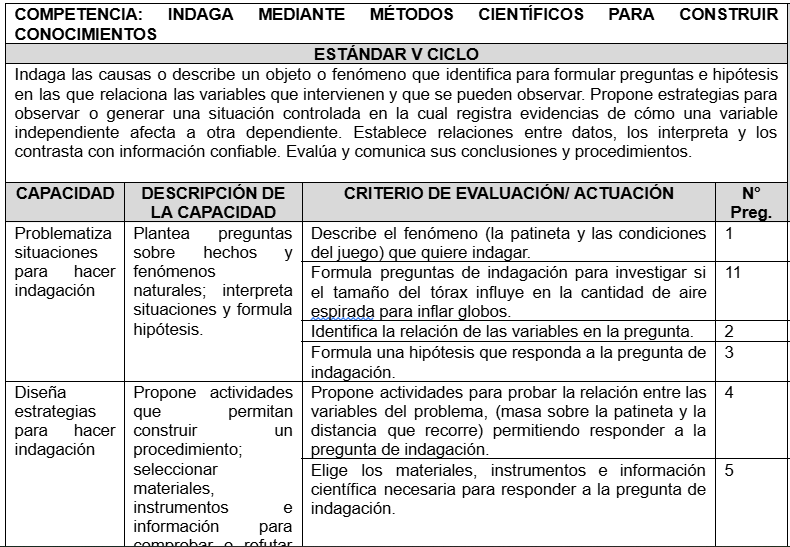 COMPETENCIA: INDAGA MEDIANTE MÉTODOS CIENTÍFICOS PARA CONSTRUIR
CONOCIMIENTOS
ESTÁNDAR V CICLO
Indaga las causas o describe un objeto o fenómeno que identifica para formular preguntas e hipótesis
en las que relaciona las variables que intervienen y que se pueden observar. Propone estrategias para
observar o generar una situación controlada en la cual registra evidencias de cómo una variable
independiente afecta a otra dependiente. Establece relaciones entre datos, los interpreta y los
contrasta con información confiable. Evalúa y comunica sus conclusiones y procedimientos.
CAPACIDAD
DESCRIPCIÓN DE
LA CAPACIDAD
CRITERIO DE EVALUACIÓN/ ACTUACIÓN
N°
Preg.
Problematiza
situaciones
para hacer
indagación
Plantea preguntas
sobre hechos y
fenómenos
naturales; interpreta
situaciones y formula
hipótesis.
Describe el fenómeno (la patineta y las condiciones
del juego) que quiere indagar.
1
Formula preguntas de indagación para investigar si
el tamaño del tórax influye en la cantidad de aire
espirada para inflar globos.
11
Identifica la relación de las variables en la pregunta.
2
Formula una hipótesis que responda a la pregunta de
indagación.
3
Diseña
estrategias
para hacer
indagación
Propone actividades
que permitan
construir un
procedimiento;
seleccionar
materiales,
instrumentos e
información para
comprobar o refutar
Propone actividades para probar la relación entre las
variables del problema, (masa sobre la patineta y la
distancia que recorre) permitiendo responder a la
pregunta de indagación.
4
Elige los materiales, instrumentos e información
científica necesaria para responder a la pregunta de
indagación.
5